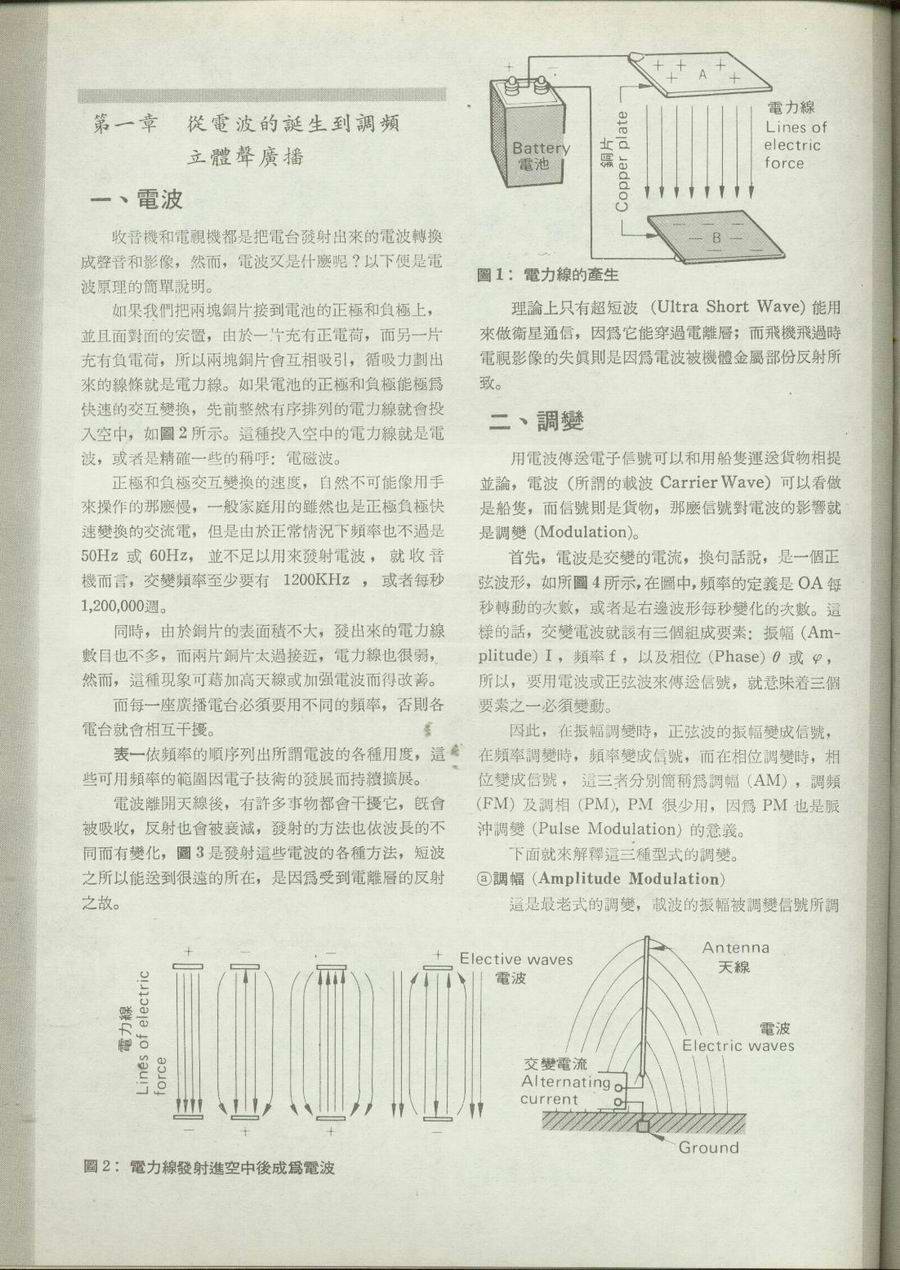 第一章　從電波的誕生到調頻
立體聲廣播
一、電波
收音機和電視機都是把電台發射出來的電波轉換
成聲音和影像，然而，電波又是什麼呢？以下便是電
波原理的簡單說明。
如果我們把兩塊銅片接到電池的正極和負極上，
並且面對面的安置，由於一片充有正電荷，而另一片
充有負電荷，所以兩塊銅片會互相吸引，循吸力劃出
來的線條就是電力線。如果電池的正極和負極能極爲
快速的交互變換，先前整然有序排列的電力線就會投
入空中，如圖2所示。這種投入空中的電力線就是電
波，或者是精確一些的稱呼：電磁波。
正極和負極交互變換的速度，自然不可能像用手
來操作的那麼慢，一般家庭用的雖然也是正極負極快
速變換的交流電，但是由於正常情況下頻率也不過是
50Hz 或 60Hz，並不足以用來發射電波，就收音
機而言，交變頻率至少要有 1200KHz ，或者每秒
1,200,000週。
同時，由於銅片的表面積不大，發出來的電力線
數目也不多，而兩片銅片太過接近，電力線也很弱，
然而，這種現象可藉加高天線或加强電波而得改善。
而每一座廣播電台必須要用不同的頻率，否則各
電台就會相互干擾。
表一依頻率的順序列出所謂電波的各種用度，這
些可用頻率的範圍因電子技術的發展而持續擴展。
電波離開天線後，有許多事物都會干擾它，旣會
被吸收，反射也會被衰減，發射的方法也依波長的不
同而有變化，圖3是發射這些電波的各種方法，短波
之所以能送到很遠的所在，是因爲受到電離層的反射
之故。
+ −
Battery
電池
銅片
Copper plate
+ + A + + +
電力線
Lines of
electric
force
− − − B − − −
圖1：電力線的產生
理論上只有超短波 (Ultra Short Wave) 能用
來做衛星通信，因爲它能穿過電離層；而飛機飛過時
電視影像的失眞則是因爲電波被機體金屬部份反射所
致。
二、調變
用電波傳送電子信號可以和用船隻運送貨物相提
並論，電波（所謂的載波 Carrier Wave）可以看做
是船隻，而信號則是貨物，那麼信號對電波的影響就
是調變 (Modulation)。
首先，電波是交變的電流，換句話說，是一個正
弦波形，如所圖4所示，在圖中，頻率的定義是 OA 每
秒轉動的次數，或者是右邊波形每秒變化的次數。這
樣的話，交變電波就該有三個組成要素：振幅 (Am-
plitude) I ，頻率 f ，以及相位 (Phase) θ 或 φ ，
所以，要用電波或正弦波來傳送信號，就意味着三個
要素之一必須變動。
因此，在振幅調變時，正弦波的振幅變成信號，
在頻率調變時，頻率變成信號，而在相位調變時，相
位變成信號，這三者分別簡稱爲調幅 (AM) ，調頻
(FM) 及調相 (PM), PM 很少用，因爲 PM 也是脈
沖調變 (Pulse Modulation) 的意義。
下面就來解釋這三種型式的調變。
ⓐ調幅 (Amplitude Modulation)
這是最老式的調變，載波的振幅被調變信號所調
電力線
Lines of electric
force
+ − − +
− + + −
Elective waves
電波
圖2：電力線發射進空中後成爲電波
Antenna
天線
電波
Electric waves
交變電流
Alternating
current
Ground